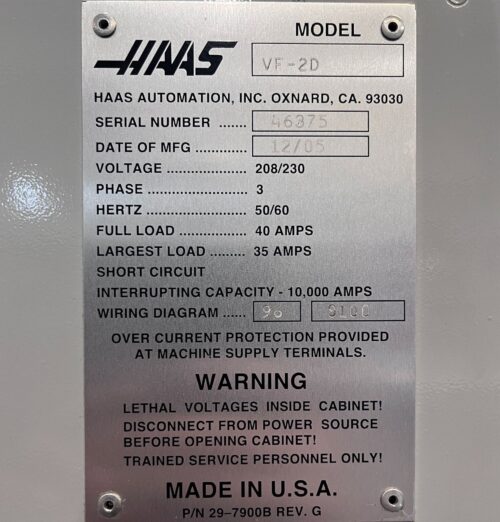 MODEL
HAAS VF-2D
HAAS AUTOMATION, INC. OXNARD, CA. 93030
SERIAL NUMBER ....... 46375
DATE OF MFG .............. 12/05
VOLTAGE ..................... 208/230
PHASE .......................... 3
HERTZ .......................... 50/60
FULL LOAD ................. 40 AMPS
LARGEST LOAD ......... 35 AMPS
SHORT CIRCUIT
INTERRUPTING CAPACITY - 10,000 AMPS
WIRING DIAGRAM ...... 96 0100
OVER CURRENT PROTECTION PROVIDED
AT MACHINE SUPPLY TERMINALS.
WARNING
LETHAL VOLTAGES INSIDE CABINET!
DISCONNECT FROM POWER SOURCE
BEFORE OPENING CABINET!
TRAINED SERVICE PERSONNEL ONLY!
MADE IN U.S.A.
P/N 29-7900B REV. G